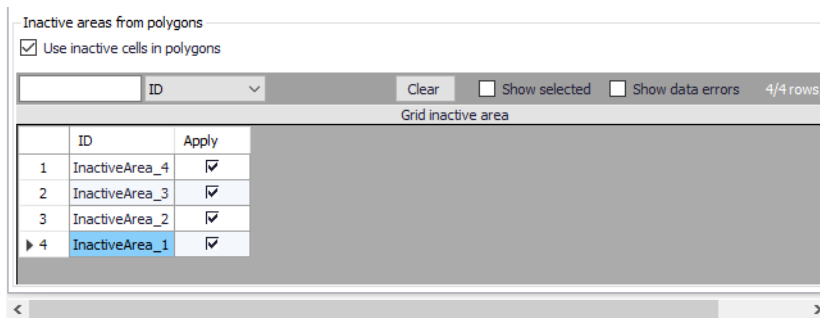 Inactive areas from polygons
Use inactive cells in polygons
ID Clear Show selected Show data errors 4/4 rows
Grid inactive area
ID Apply
1 InactiveArea_4
2 InactiveArea_3
3 InactiveArea_2
4 InactiveArea_1